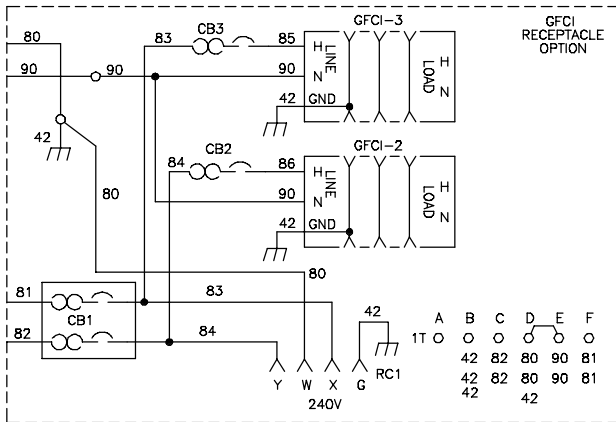 GFCI
RECEPTACLE
OPTION
80
83
CB3
85
GFCI-3
H
LINE
N
LOAD
H
N
90
90
90
42
GND
42
84
CB2
86
GFCI-2
H
LINE
N
LOAD
H
N
80
90
42
GND
80
81
CB1
83
82
84
42
Y W X G
RC1
240V
A B C D E F
1T
42 82 80 90 81
42 82 80 90 81
42 42